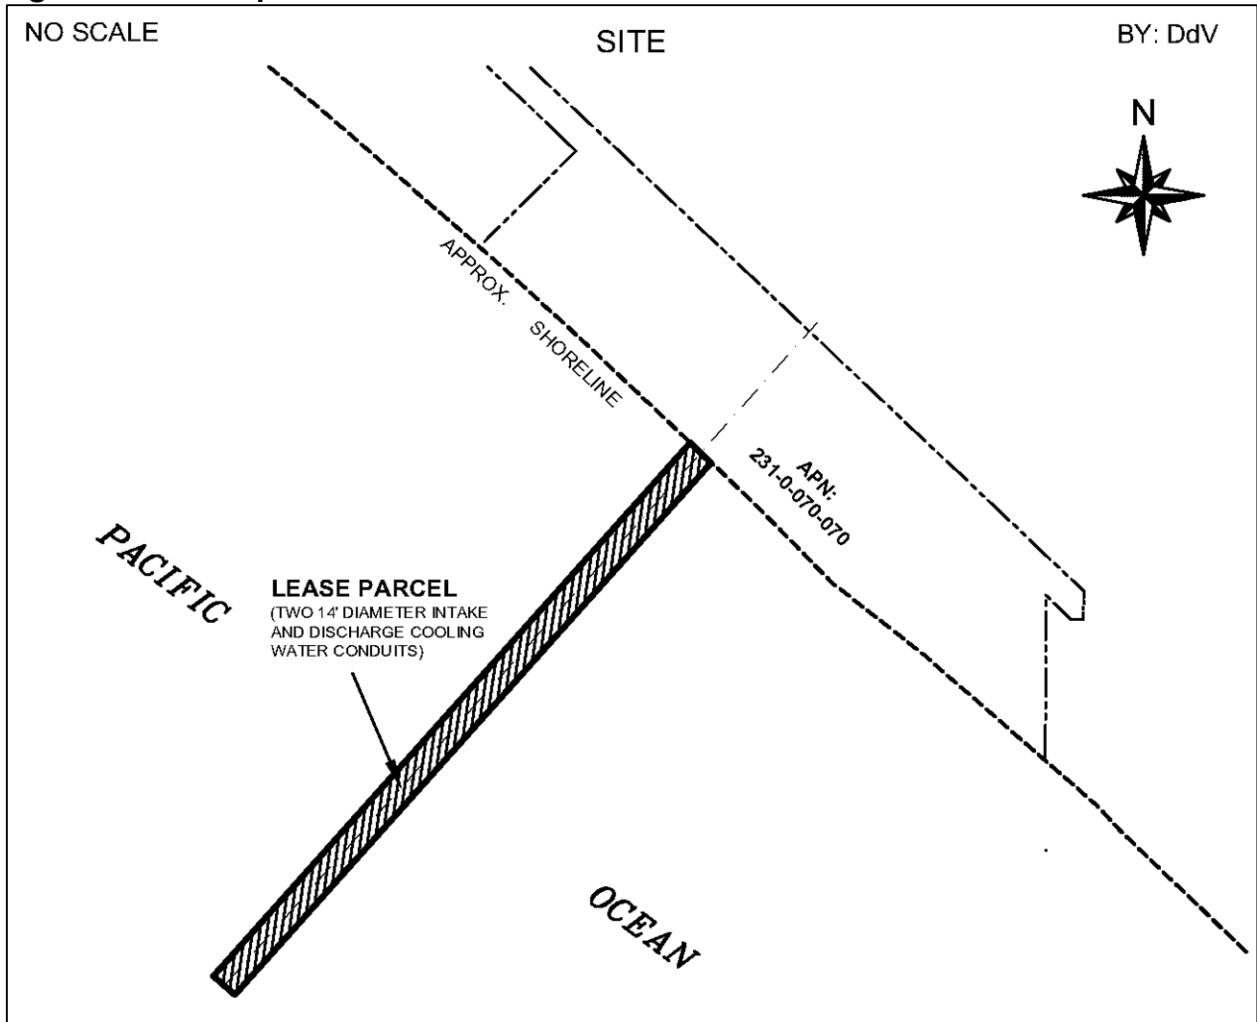 NO SCALE
SITE
BY: DdV
N
APPROX.
SHORELINE
APN:
231-0-070-070
PACIFIC
LEASE PARCEL
(TWO 14' DIAMETER INTAKE
AND DISCHARGE COOLING
WATER CONDUITS)
OCEAN